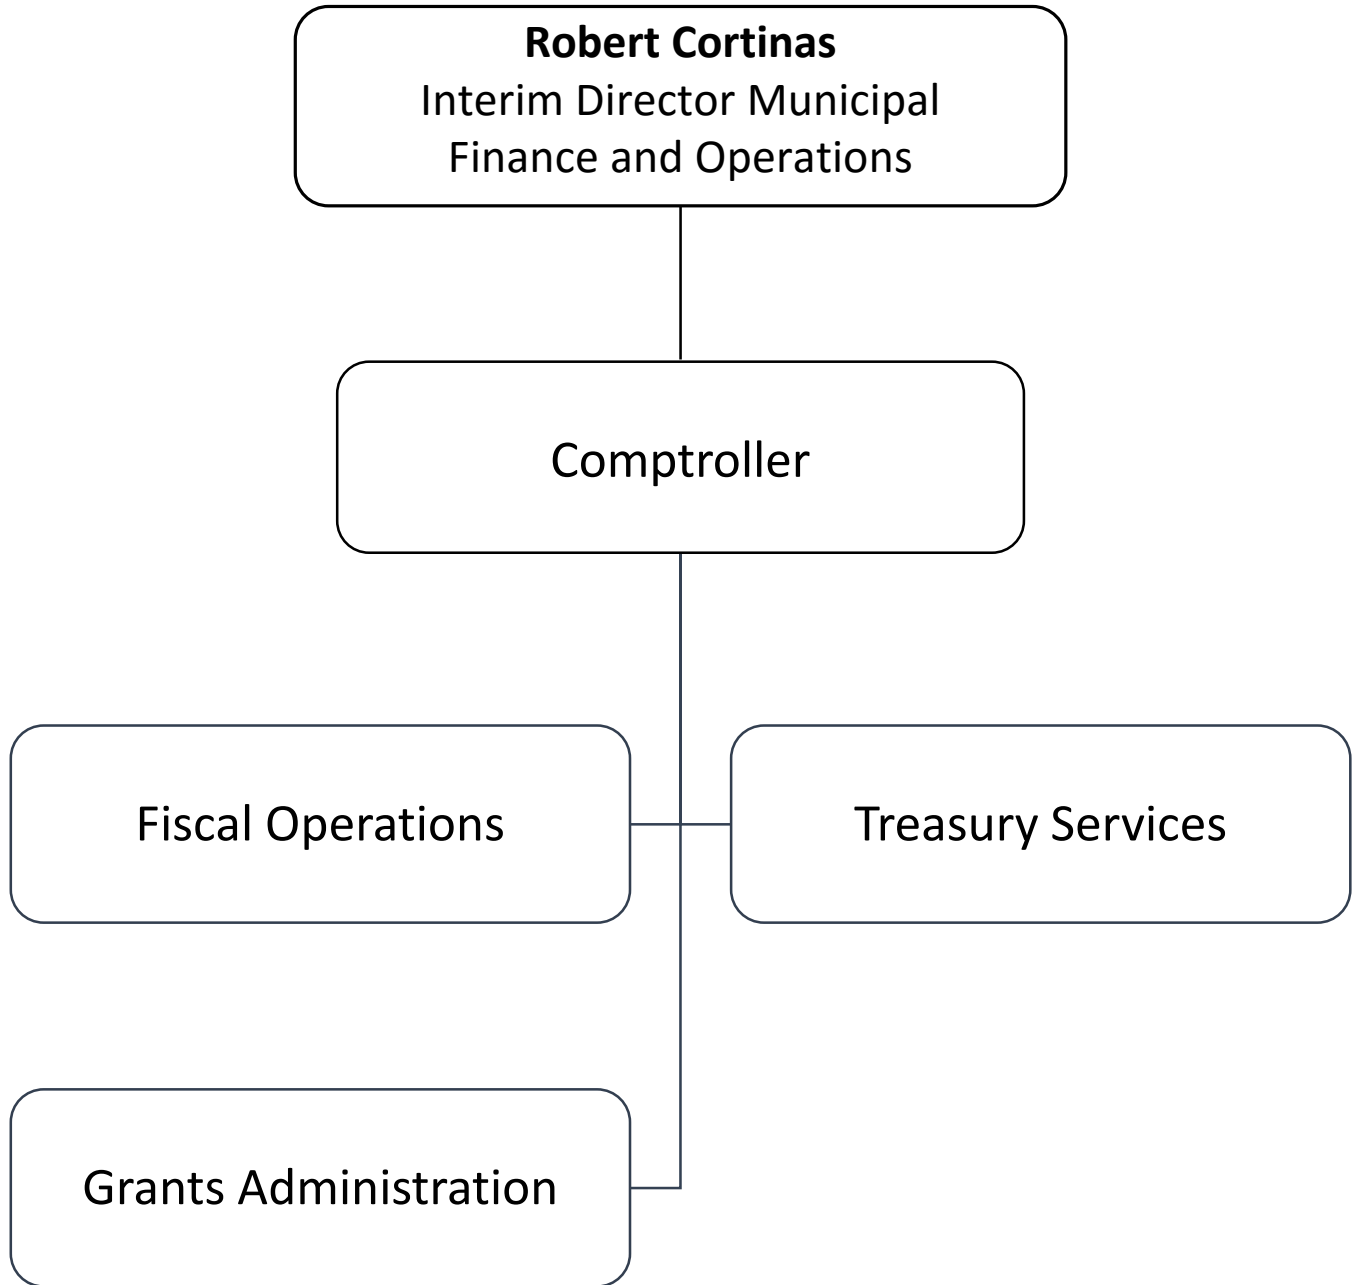 Robert Cortinas
Interim Director Municipal
Finance and Operations
Comptroller
Fiscal Operations
Treasury Services
Grants Administration